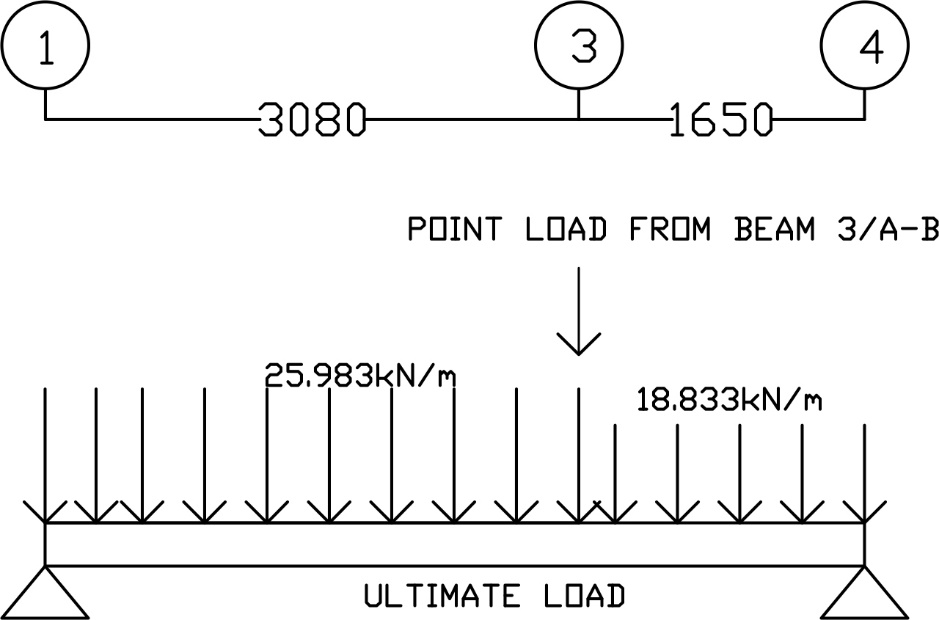 1 3 4
3080 1650
POINT LOAD FROM BEAM 3/A-B
25.983kN/m
18.833kN/m
ULTIMATE LOAD